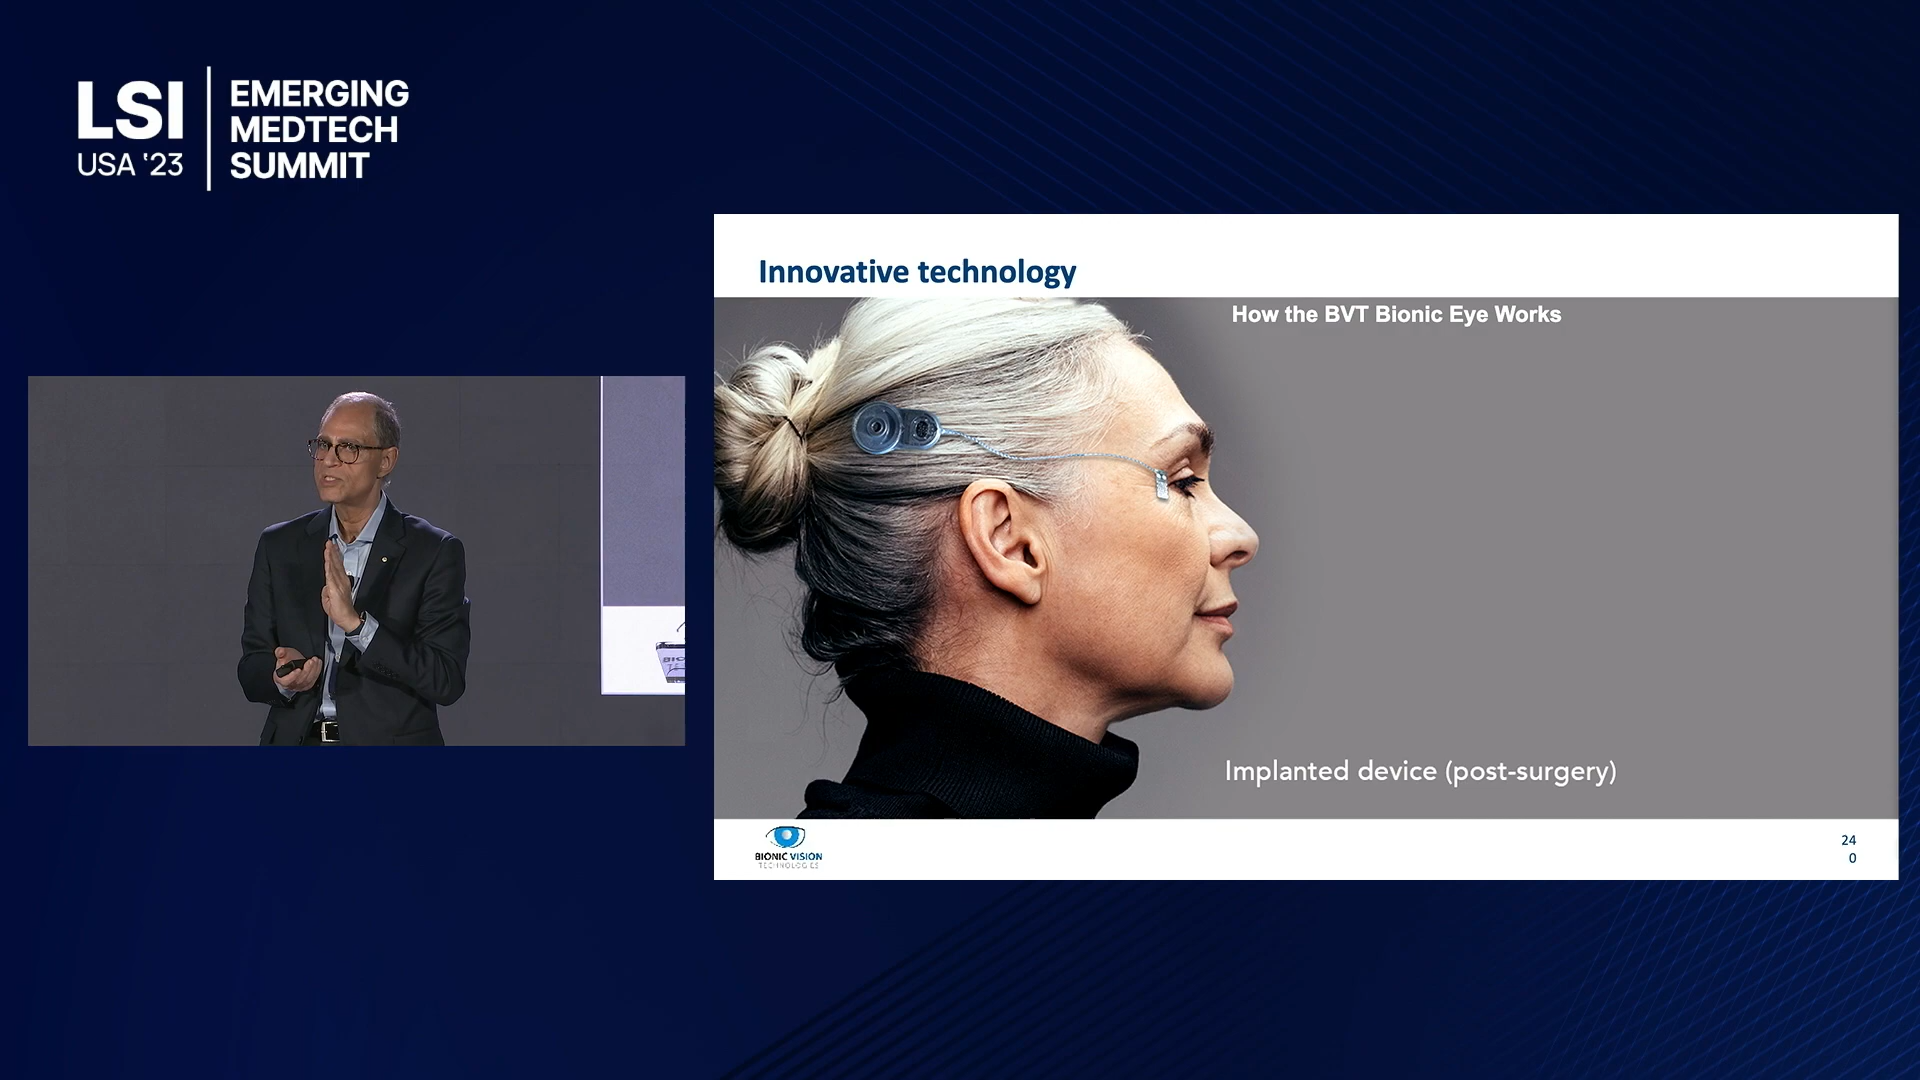 LSI
USA '23
EMERGING
MEDTECH
SUMMIT
Innovative technology
How the BVT Bionic Eye Works
Implanted device (post-surgery)
BIONIC VISION
TECHNOLOGIES
24
0